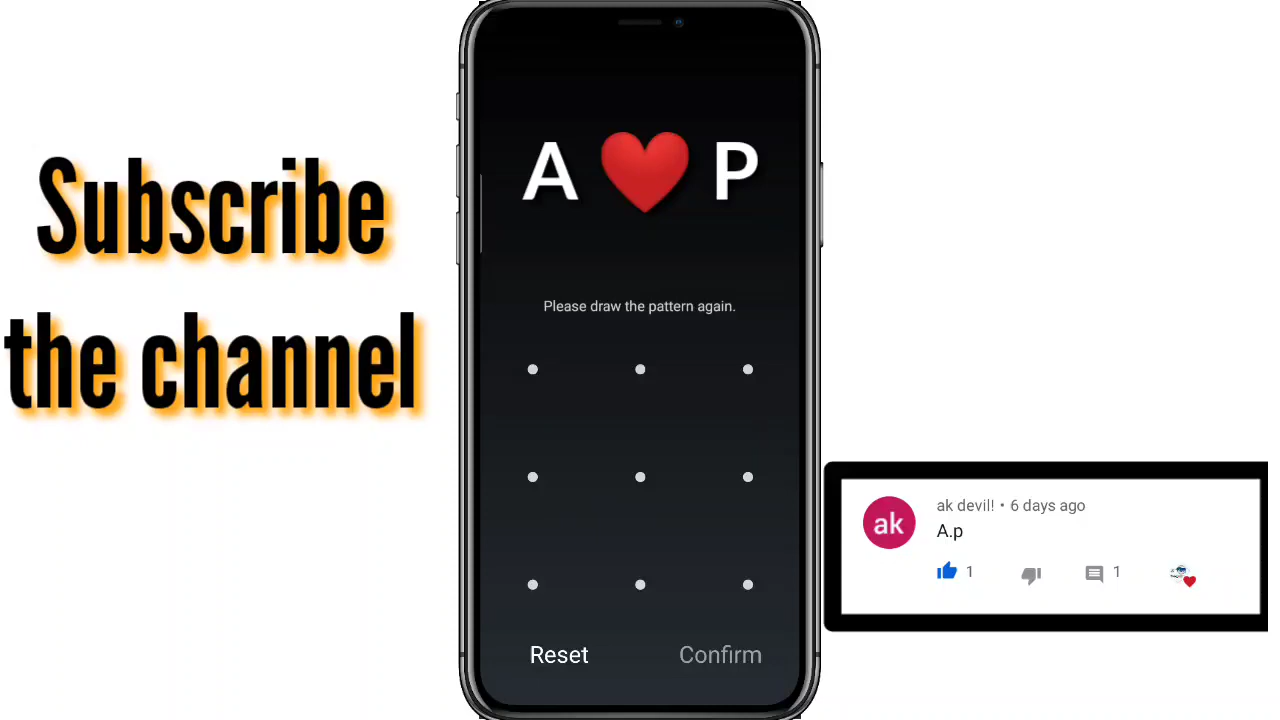 Subscribe
the channel
A ❤ P
Please draw the pattern again.
Reset Confirm
ak
ak devil! • 6 days ago
A.p
1 1